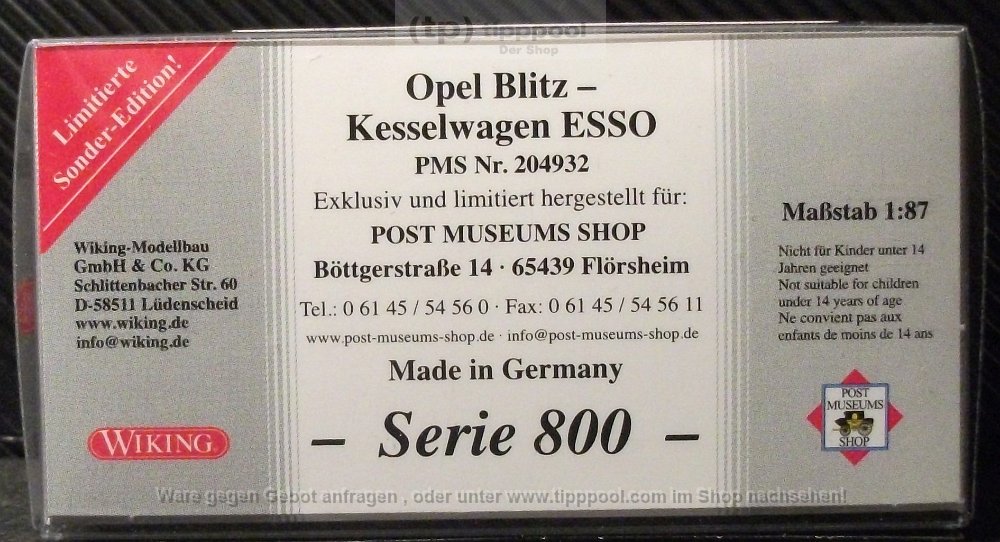 (tp) tipppool
Der Shop
Limitierte
Sonder-Edition!
Opel Blitz –
Kesselwagen ESSO
PMS Nr. 204932
Exklusiv und limitiert hergestellt für:
POST MUSEUMS SHOP
Böttgerstraße 14 · 65439 Flörsheim
Tel.: 0 61 45 / 54 56 0 · Fax: 0 61 45 / 54 56 11
www.post-museums-shop.de · info@post-museums-shop.de
Made in Germany
– Serie 800 –
Wiking-Modellbau
GmbH & Co. KG
Schlittenbacher Str. 60
D-58511 Lüdenscheid
www.wiking.de
info@wiking.de
WIKING
Maßstab 1:87
Nicht für Kinder unter 14
Jahren geeignet
Not suitable for children
under 14 years of age
Ne convient pas aux
enfants de moins de 14 ans
POST
MUSEUMS
SHOP
Ware gegen Gebot anfragen , oder unter www.tipppool.com im Shop nachsehen!